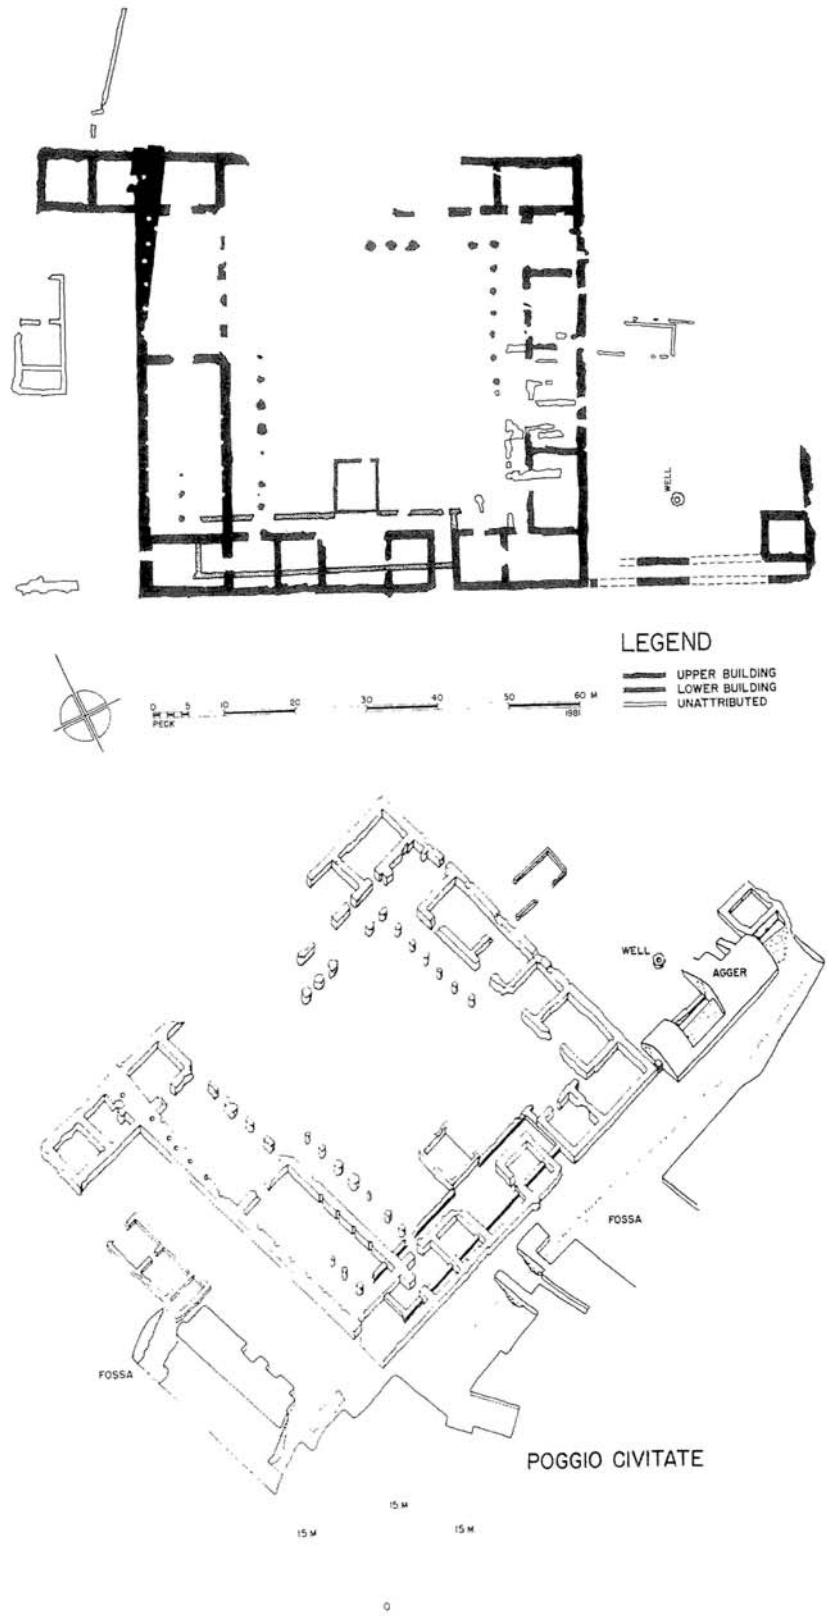 WELL
LEGEND
UPPER BUILDING
LOWER BUILDING
UNATTRIBUTED
0 5 10 20 30 40 50 60 M
PECK
1981
WELL
AGGER
FOSSA
FOSSA
POGGIO CIVITATE
15 M
15 M
15 M
0